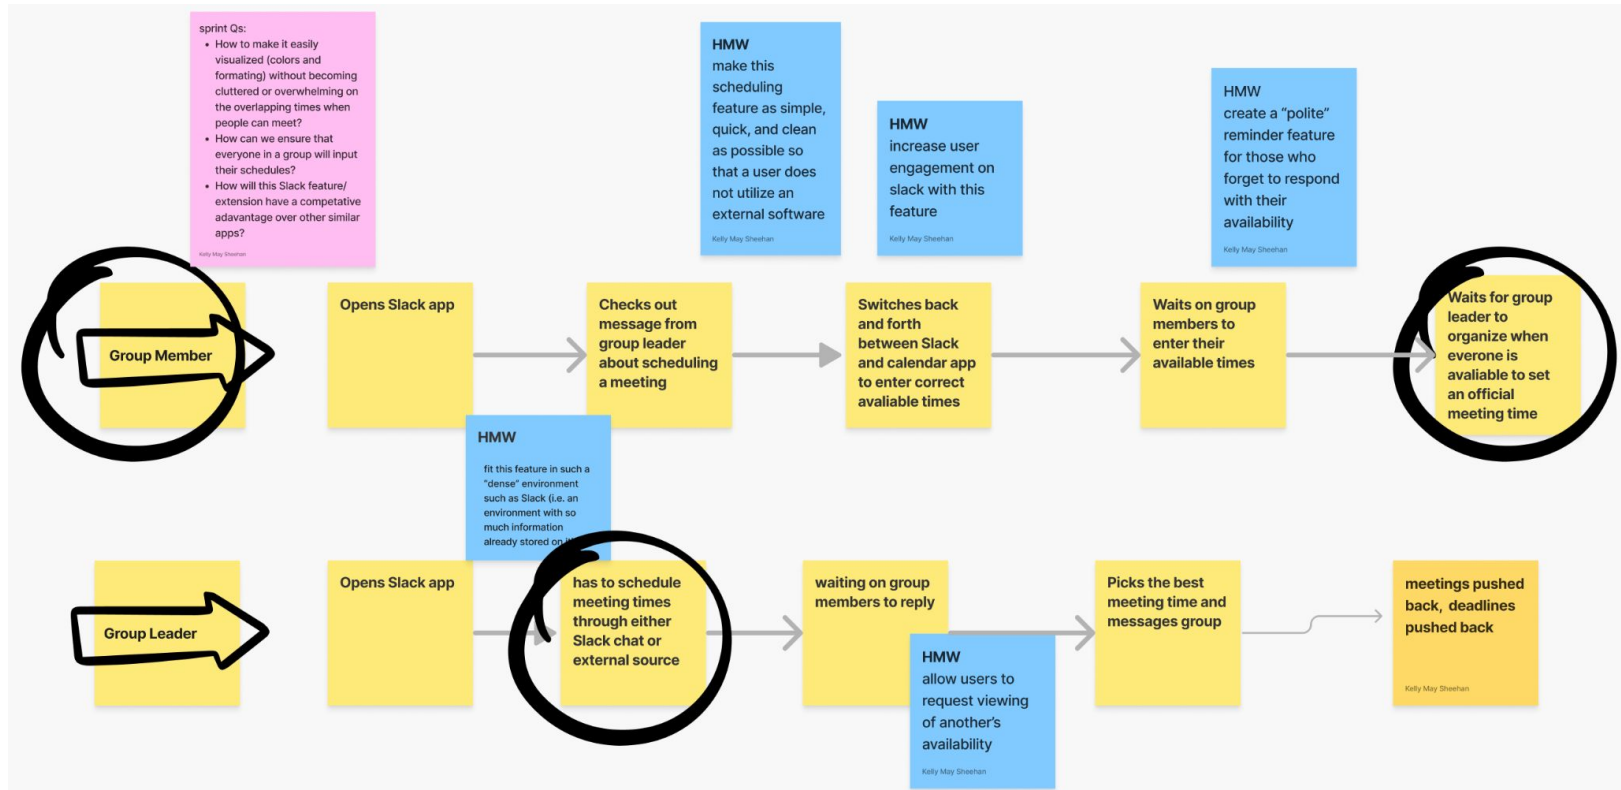 sprint Qs:
• How to make it easily
visualized (colors and
formating) without becoming
cluttered or overwhelming on
the overlapping times when
people can meet?
• How can we ensure that
everyone in a group will input
their schedules?
• How will this Slack feature/
extension have a competative
adavantage over other similar
apps?
Kelly May Sheehan
HMW
make this
scheduling
feature as simple,
quick, and clean
as possible so
that a user does
not utilize an
external software
Kelly May Sheehan
HMW
increase user
engagement on
slack with this
feature
Kelly May Sheehan
HMW
create a “polite”
reminder feature
for those who
forget to respond
with their
availability
Kelly May Sheehan
Group Member
Opens Slack app
Checks out
message from
group leader
about scheduling
a meeting
Switches back
and forth
between Slack
and calendar app
to enter correct
avaliable times
Waits on group
members to
enter their
available times
Waits for group
leader to
organize when
everone is
avaliable to set
an official
meeting time
HMW
fit this feature in such a
"dense" environment
such as Slack (i.e. an
environment with so
much information
already stored on
Group Leader
Opens Slack app
has to schedule
meeting times
through either
Slack chat or
external source
waiting on group
members to reply
HMW
allow users to
request viewing
of another’s
availability
Kelly May Sheehan
Picks the best
meeting time and
messages group
meetings pushed
back, deadlines
pushed back
Kelly May Sheehan